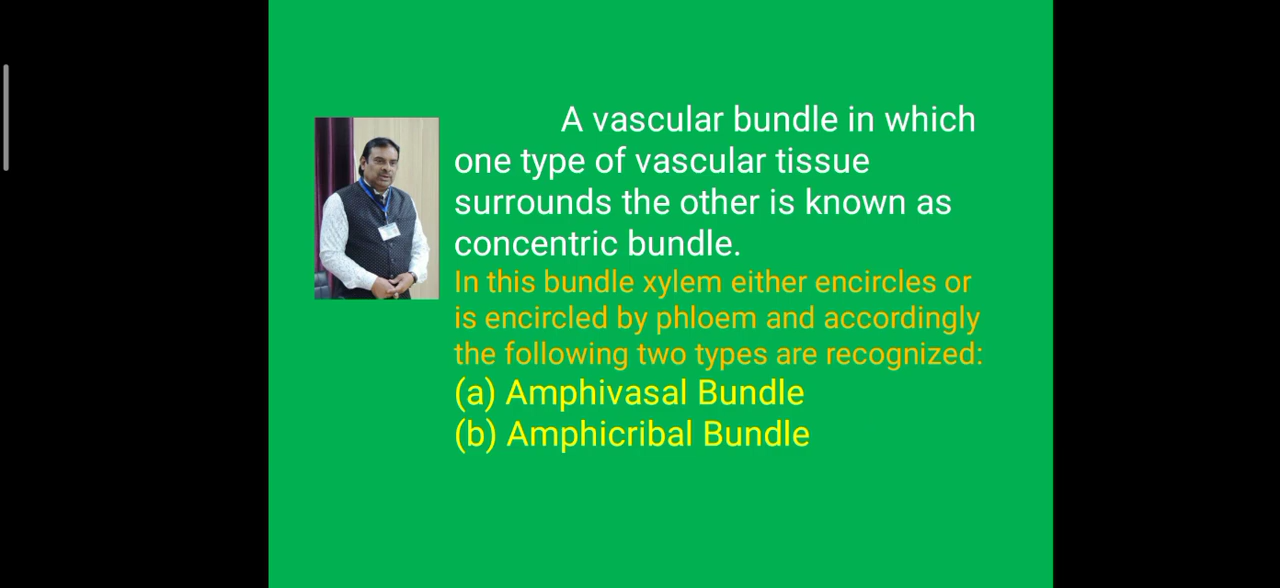 A vascular bundle in which
one type of vascular tissue
surrounds the other is known as
concentric bundle.
In this bundle xylem either encircles or
is encircled by phloem and accordingly
the following two types are recognized:
(a) Amphivasal Bundle
(b) Amphicribal Bundle